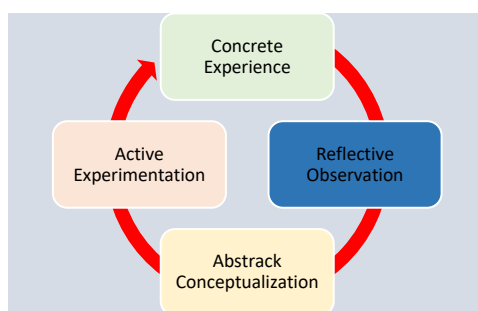 Concrete
Experience
Active
Experimentation
Reflective
Observation
Abstrack
Conceptualization